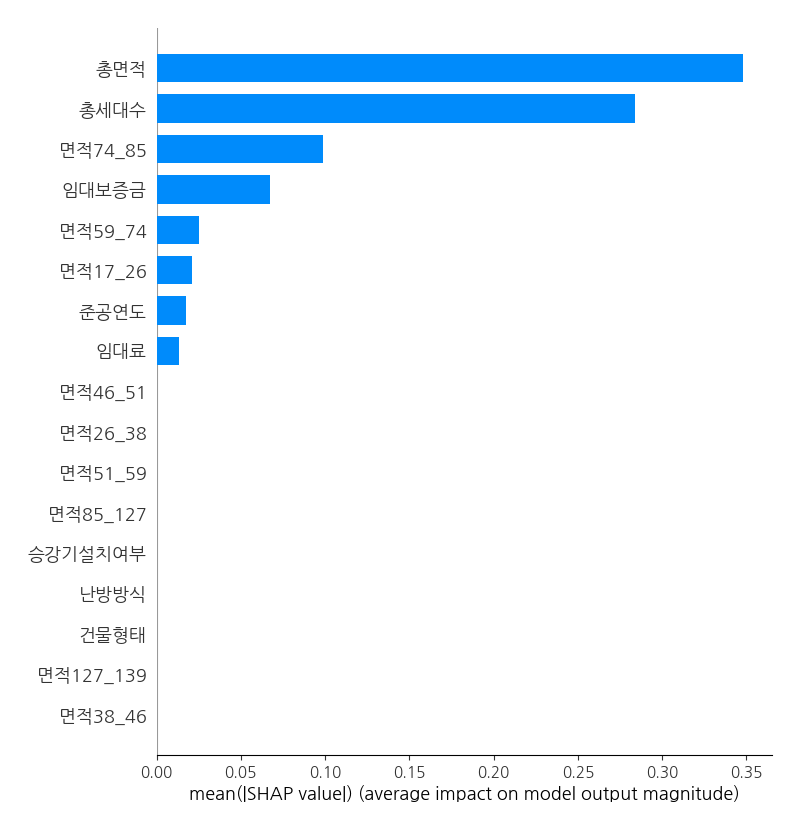 총면적
총세대수
면적74_85
임대보증금
면적59_74
면적17_26
준공연도
임대료
면적46_51
면적26_38
면적51_59
면적85_127
승강기설치여부
난방방식
건물형태
면적127_139
면적38_46
0.00 0.05 0.10 0.15 0.20 0.25 0.30 0.35
mean(|SHAP value|) (average impact on model output magnitude)